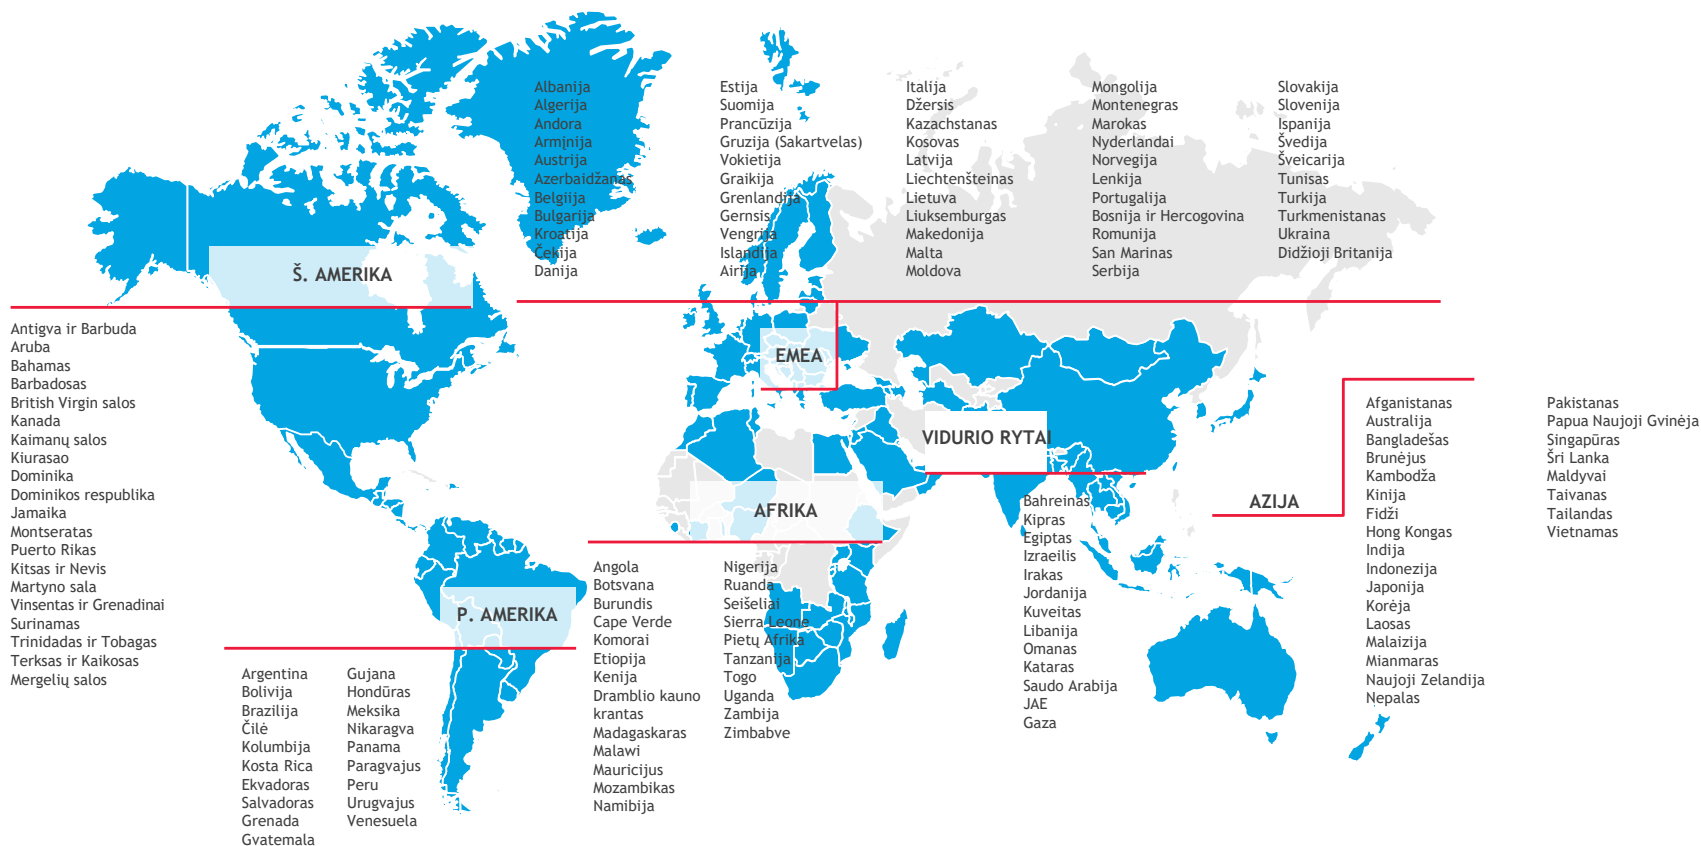 Albanija
Algerija
Andora
Armįnija
Austrija
Azerbaidžanas
Belgiija
Bulgarija
Kroatija
Čekija
Danija
Estija
Suomija
Prancūzija
Gruzija (Sakartvelas)
Vokietija
Graikija
Grenlandija
Gernsis
Vengrija
Islandija
Airija
Italija
Džersis
Kazachstanas
Kosovas
Latvija
Liechtenšteinas
Lietuva
Liuksemburgas
Makedonija
Malta
Moldova
Mongolija
Montenegras
Marokas
Nyderlandai
Norvegija
Lenkija
Portugalija
Bosnija ir Hercogovina
Romunija
San Marinas
Serbija
Slovakija
Slovenija
Ispanija
Švedija
Šveicarija
Tunisas
Turkija
Turkmenistanas
Ukraina
Didžioji Britanija
Š. AMERIKA
Antigva ir Barbuda
Aruba
Bahamas
Barbadosas
British Virgin salos
Kanada
Kaimanų salos
Kiurasao
Dominika
Dominikos respublika
Jamaika
Montseratas
Puerto Rikas
Kitsas ir Nevis
Martyno sala
Vinsentas ir Grenadinai
Surinamas
Trinidadas ir Tobagas
Terksas ir Kaikosas
Mergelių salos
EMEA
VIDURIO RYTAI
Bahreinas
Kipras
Egiptas
Izraeilis
Irakas
Jordanija
Kuveitas
Libanija
Omanas
Kataras
Saudo Arabija
JAE
Gaza
AZIJA
Afganistanas
Australija
Bangladešas
Brunėjus
Kambodža
Kinija
Fidži
Hong Kongas
Indija
Indonezija
Japonija
Korėja
Laosas
Malaizija
Mianmaras
Naujoji Zelandija
Nepalas
Pakistanas
Papua Naujoji Gvinėja
Singapūras
Šri Lanka
Maldyvai
Taivanas
Tailandas
Vietnamas
AFRIKA
Angola
Botsvana
Burundis
Cape Verde
Komorai
Etiopija
Kenija
Dramblio kauno
krantas
Madagaskaras
Malawi
Mauricijus
Mozambikas
Namibija
Nigerija
Ruanda
Seišeliai
Sierra Leone
Pietų Afrika
Tanzanija
Togo
Uganda
Zambija
Zimbabve
P. AMERIKA
Argentina
Bolivija
Brazilija
Čilė
Kolumbija
Kosta Rica
Ekvadoras
Salvadoras
Grenada
Gvatemala
Gujana
Hondūras
Meksika
Nikaragva
Panama
Paragvajus
Peru
Urugvajus
Venesuela